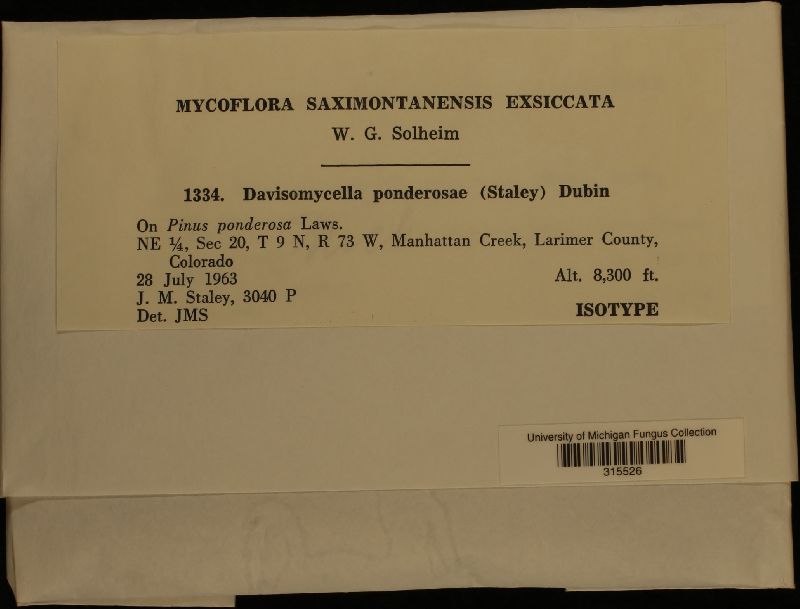 MYCOFLORA SAXIMONTANENSIS EXSICCATA
W. G. Solheim
1334. Davisomycella ponderosae (Staley) Dubin
On Pinus ponderosa Laws.
NE ¼, Sec 20, T 9 N, R 73 W, Manhattan Creek, Larimer County,
Colorado
28 July 1963 Alt. 8,300 ft.
J. M. Staley, 3040 P
Det. JMS ISOTYPE
University of Michigan Fungus Collection
315526